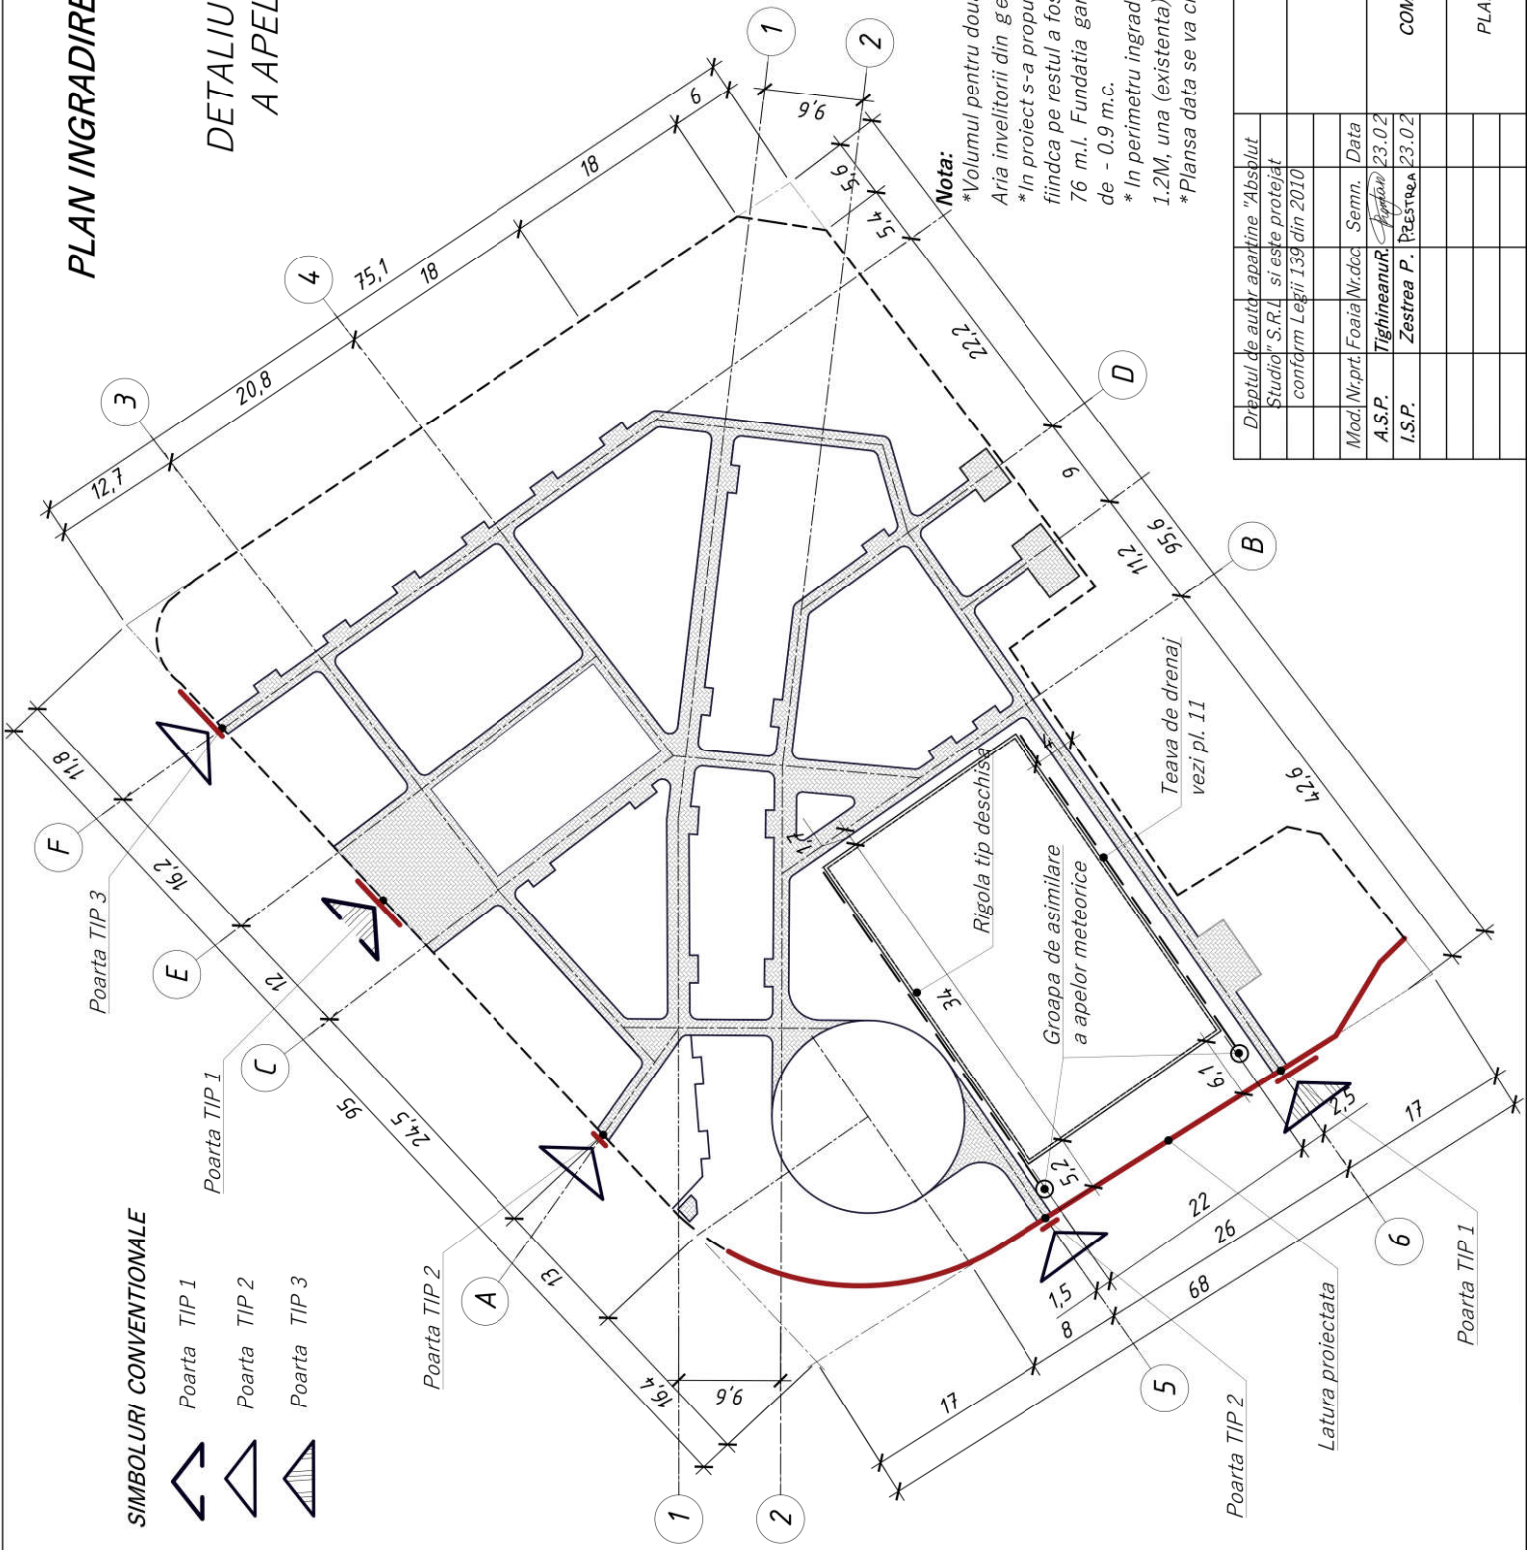 PLAN INGRADIRE
DETALIU
A APEL
SIMBOLURI CONVENTIONALE
Poarta TIP 1
Poarta TIP 2
Poarta TIP 3
Nota:
*Volumul pentru doua
Aria invelitorii din
*In proiect s-a propu
fiindca pe restul a fos
76 m.l. Fundatia gar
de - 0.9 m.c.
* In perimetru ingrad
1.2M, una (existenta)
*Plansa data se va
Poarta TIP 3
Poarta TIP 1
Poarta TIP 2
Poarta TIP 2
Latura proiectata
Poarta TIP 1
Rigola tip deschisa
Groapa de asimilare
a apelor meteorice
Teava de drenaj
vezi pl. 11
F
E
C
A
1
2
5
6
B
D
3
4
1
2
11,8
16,2
12
95
24,5
13
16,4
9,6
12,7
20,8
75,1
18
18
6
9,6
5,6
5,4
22,2
9
11,2
95,6
42,6
4
1,7
34
6,1
5,2
2,5
17
22
26
68
1,5
8
17
Dreptul de autor apartine "Absolut
Studio" S.R.L si este protejat
conform Legii 139 din 2010
Mod. Nr.prt. Foaia Nr.doc. Semn. Data
A.S.P. TighineanuR. 23.02
I.S.P. Zestrea P. 23.02
COM
PLA